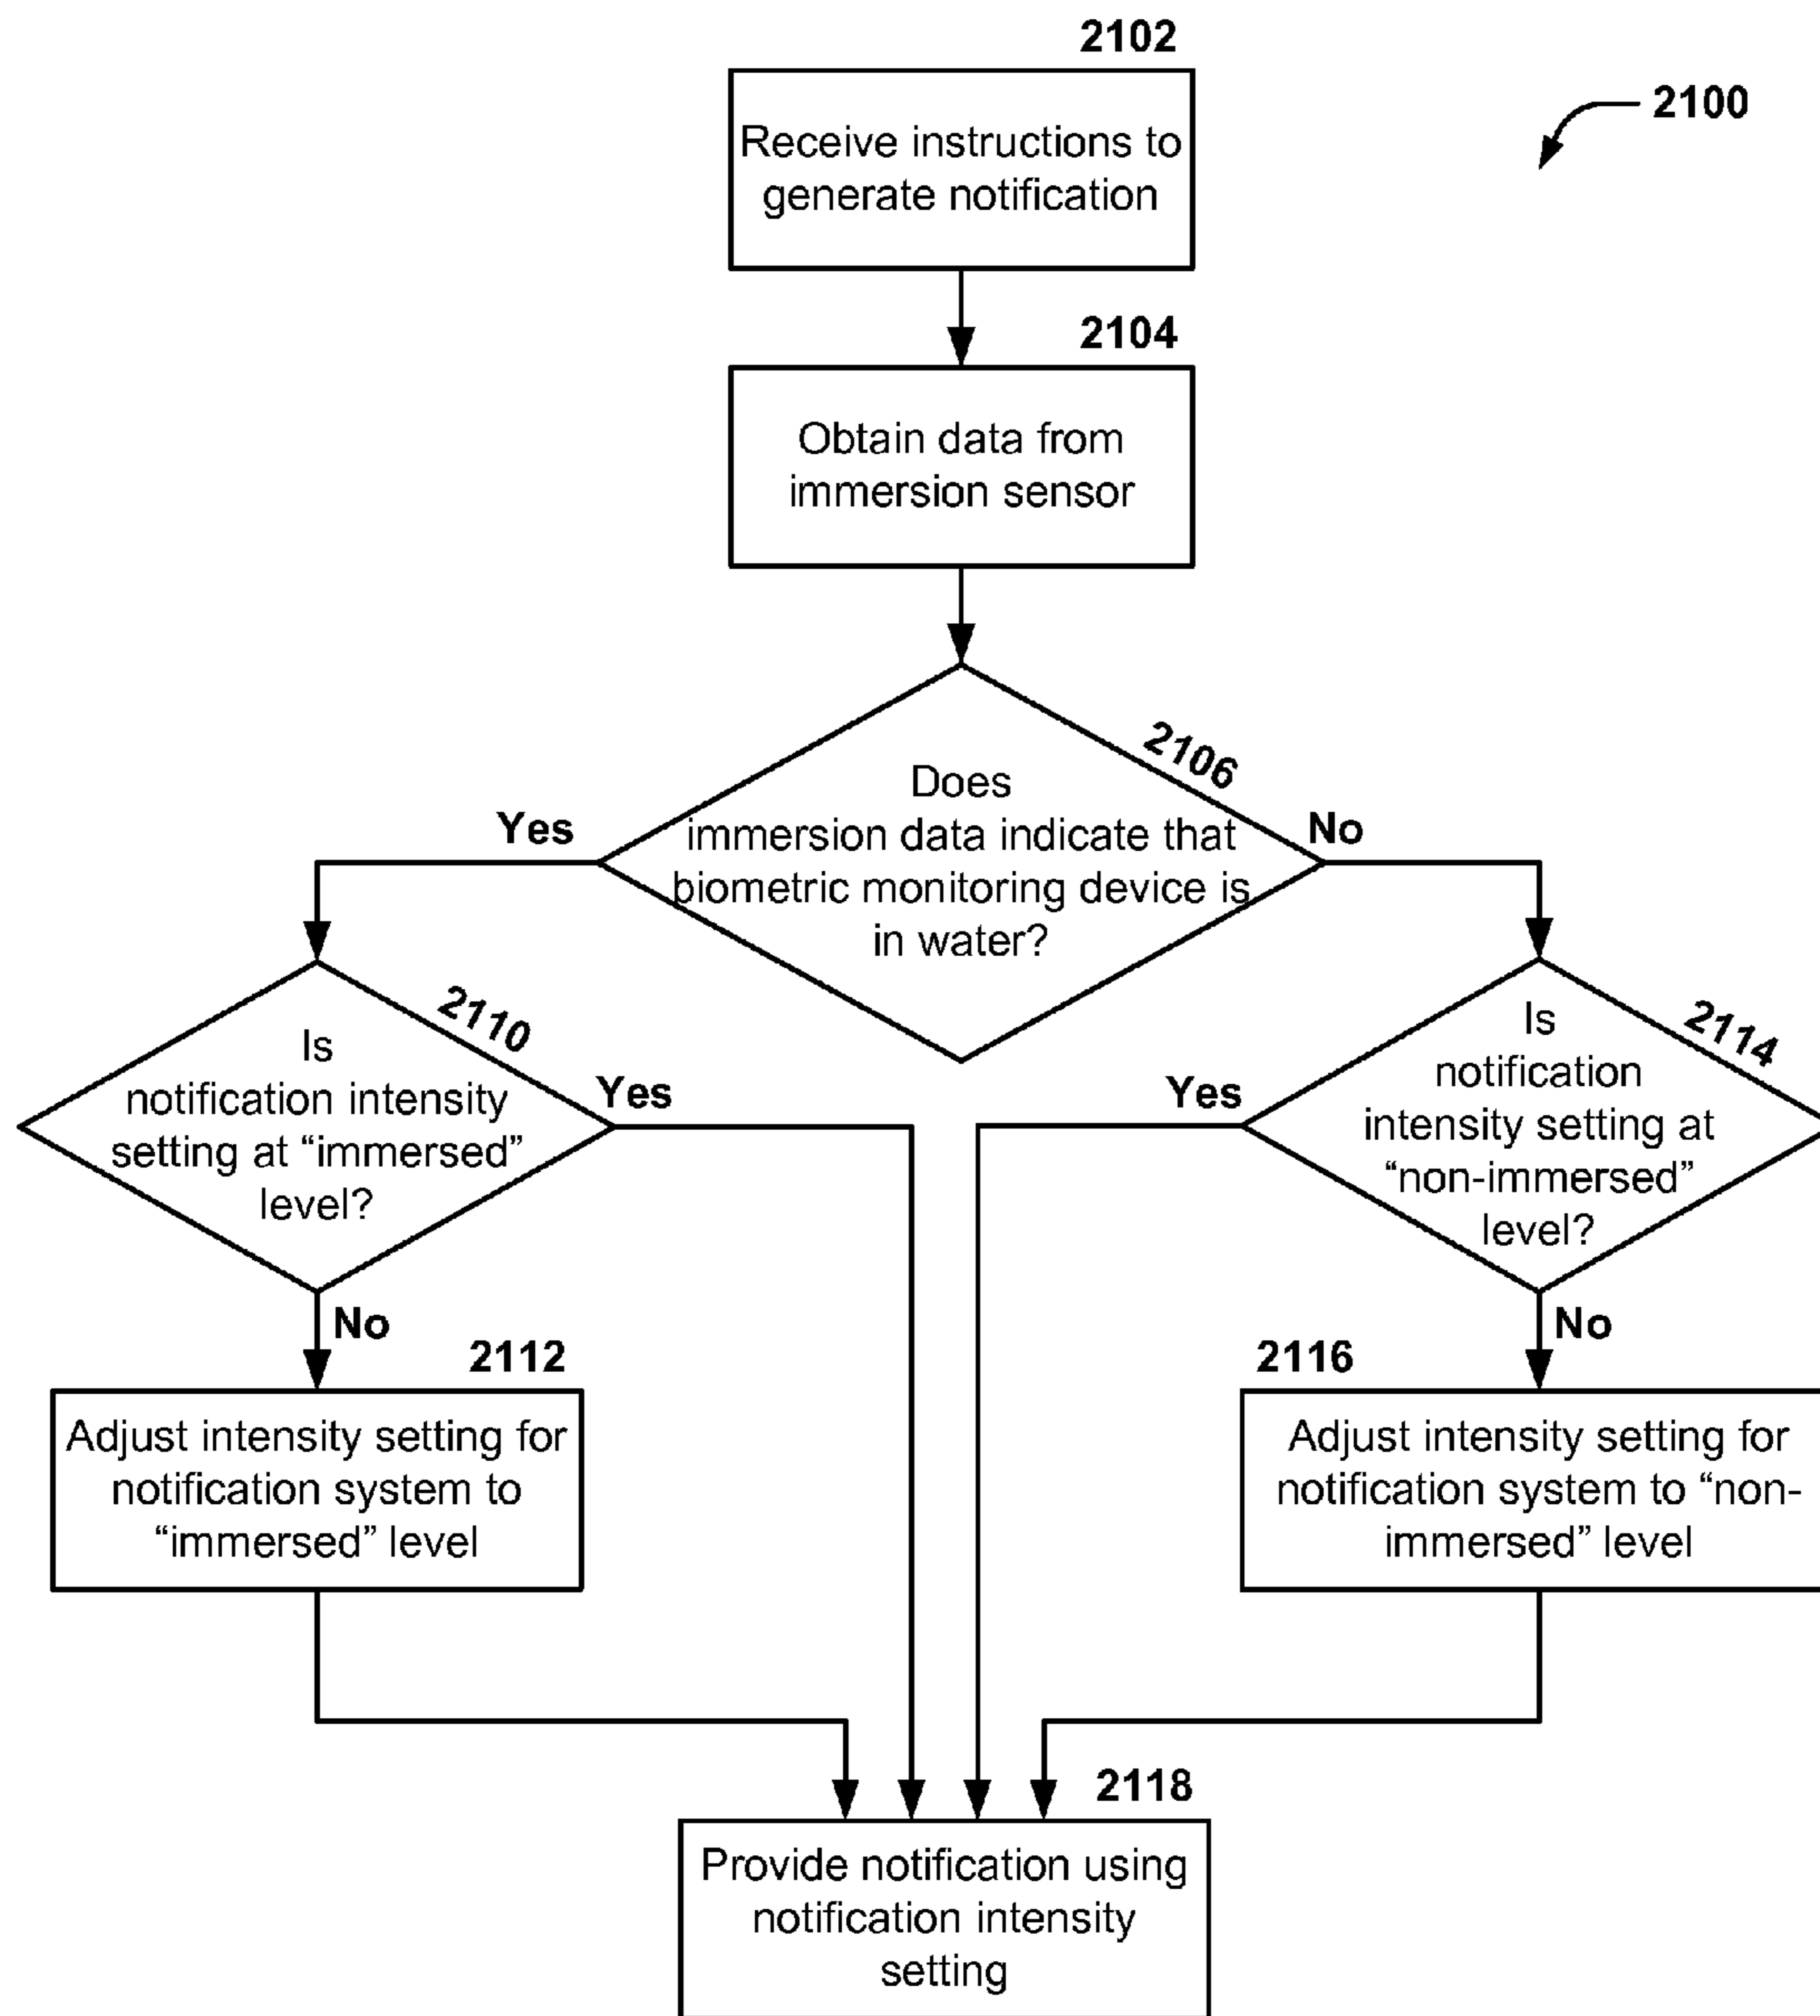 2102
2100
Receive instructions to
generate notification
2104
Obtain data from
immersion sensor
2106
Does
immersion data indicate that
biometric monitoring device is
in water?
Yes
No
2110
Is
notification intensity
setting at “immersed”
level?
Yes
No
2114
Is
notification
intensity setting at
“non-immersed”
level?
Yes
No
2112
Adjust intensity setting for
notification system to
“immersed” level
2116
Adjust intensity setting for
notification system to “non-
immersed” level
2118
Provide notification using
notification intensity
setting